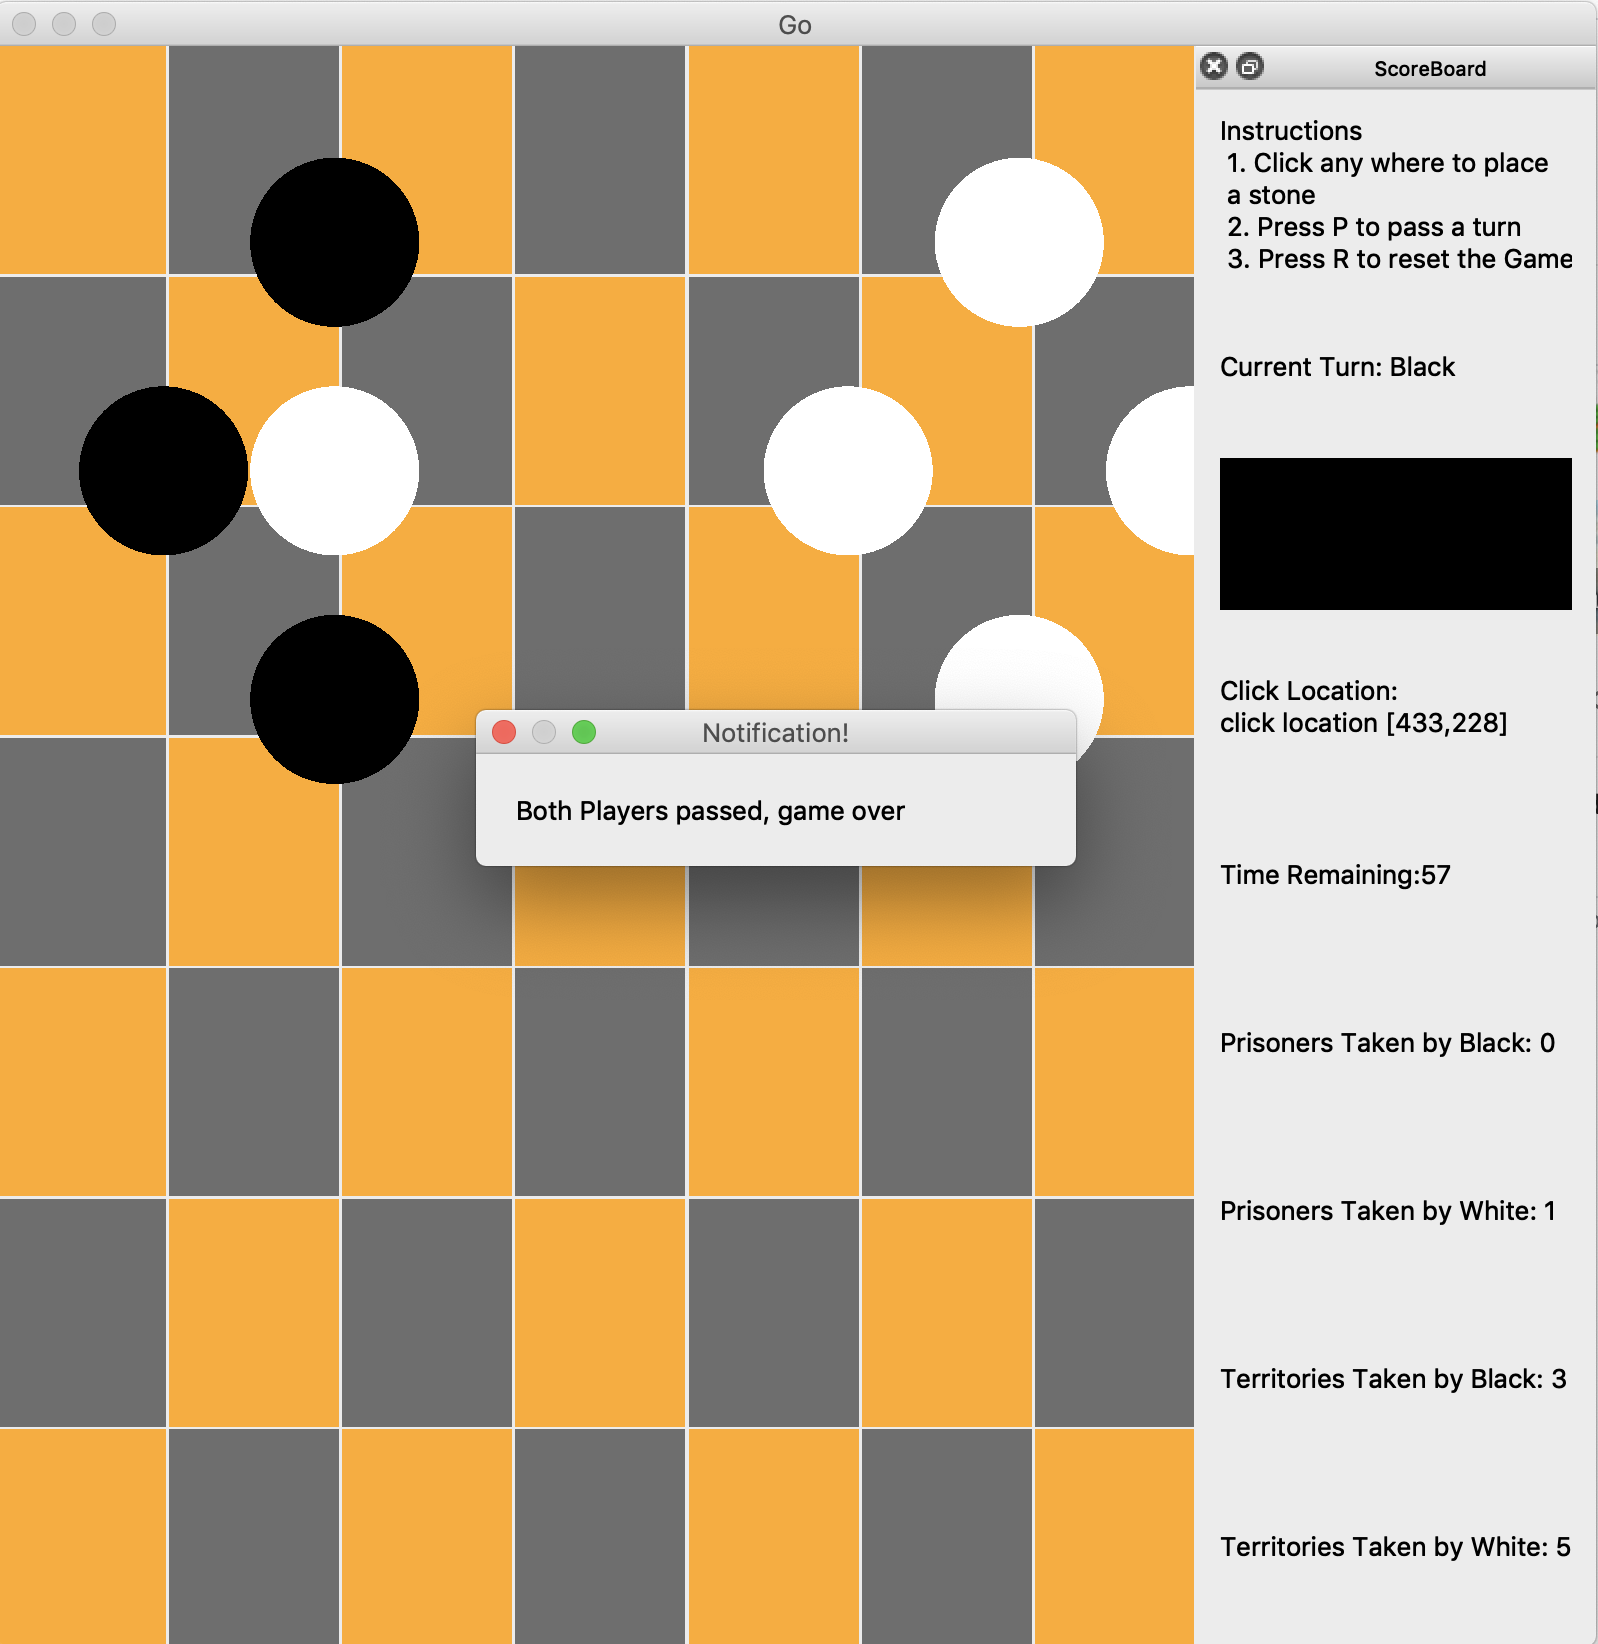 Go
ScoreBoard
Instructions
1. Click any where to place
a stone
2. Press P to pass a turn
3. Press R to reset the Game
Current Turn: Black
Click Location:
click location [433,228]
Notification!
Both Players passed, game over
Time Remaining:57
Prisoners Taken by Black: 0
Prisoners Taken by White: 1
Territories Taken by Black: 3
Territories Taken by White: 5